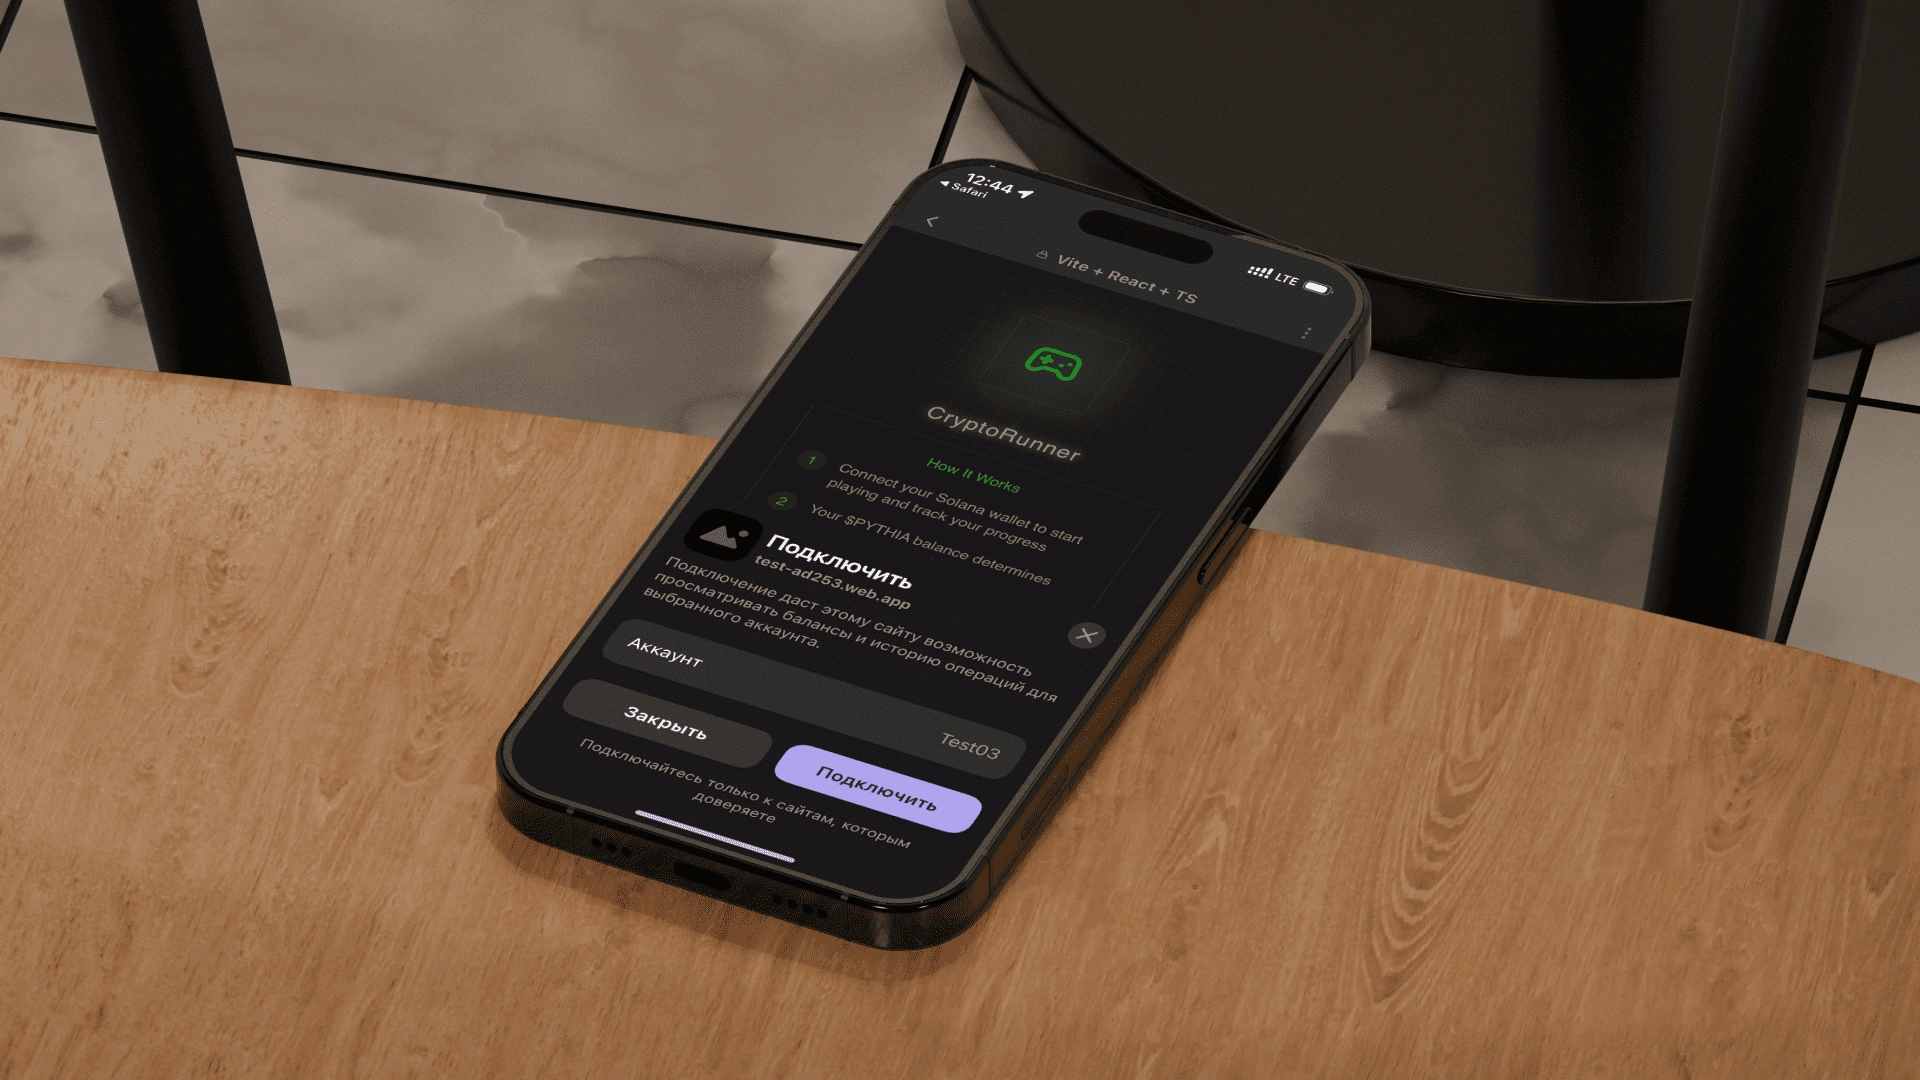 12:44
Safari
LTE
Vite + React + TS
CryptoRunner
How It Works
1
Connect your Solana wallet to start
playing and track your progress
2
Your $PYTHIA balance determines
Подключить
test-ad253.web.app
Подключение даст этому сайту возможность
просматривать балансы и историю операций для
выбранного аккаунта.
Аккаунт
Test03
Закрыть
Подключить
Подключайтесь только к сайтам, которым
доверяете